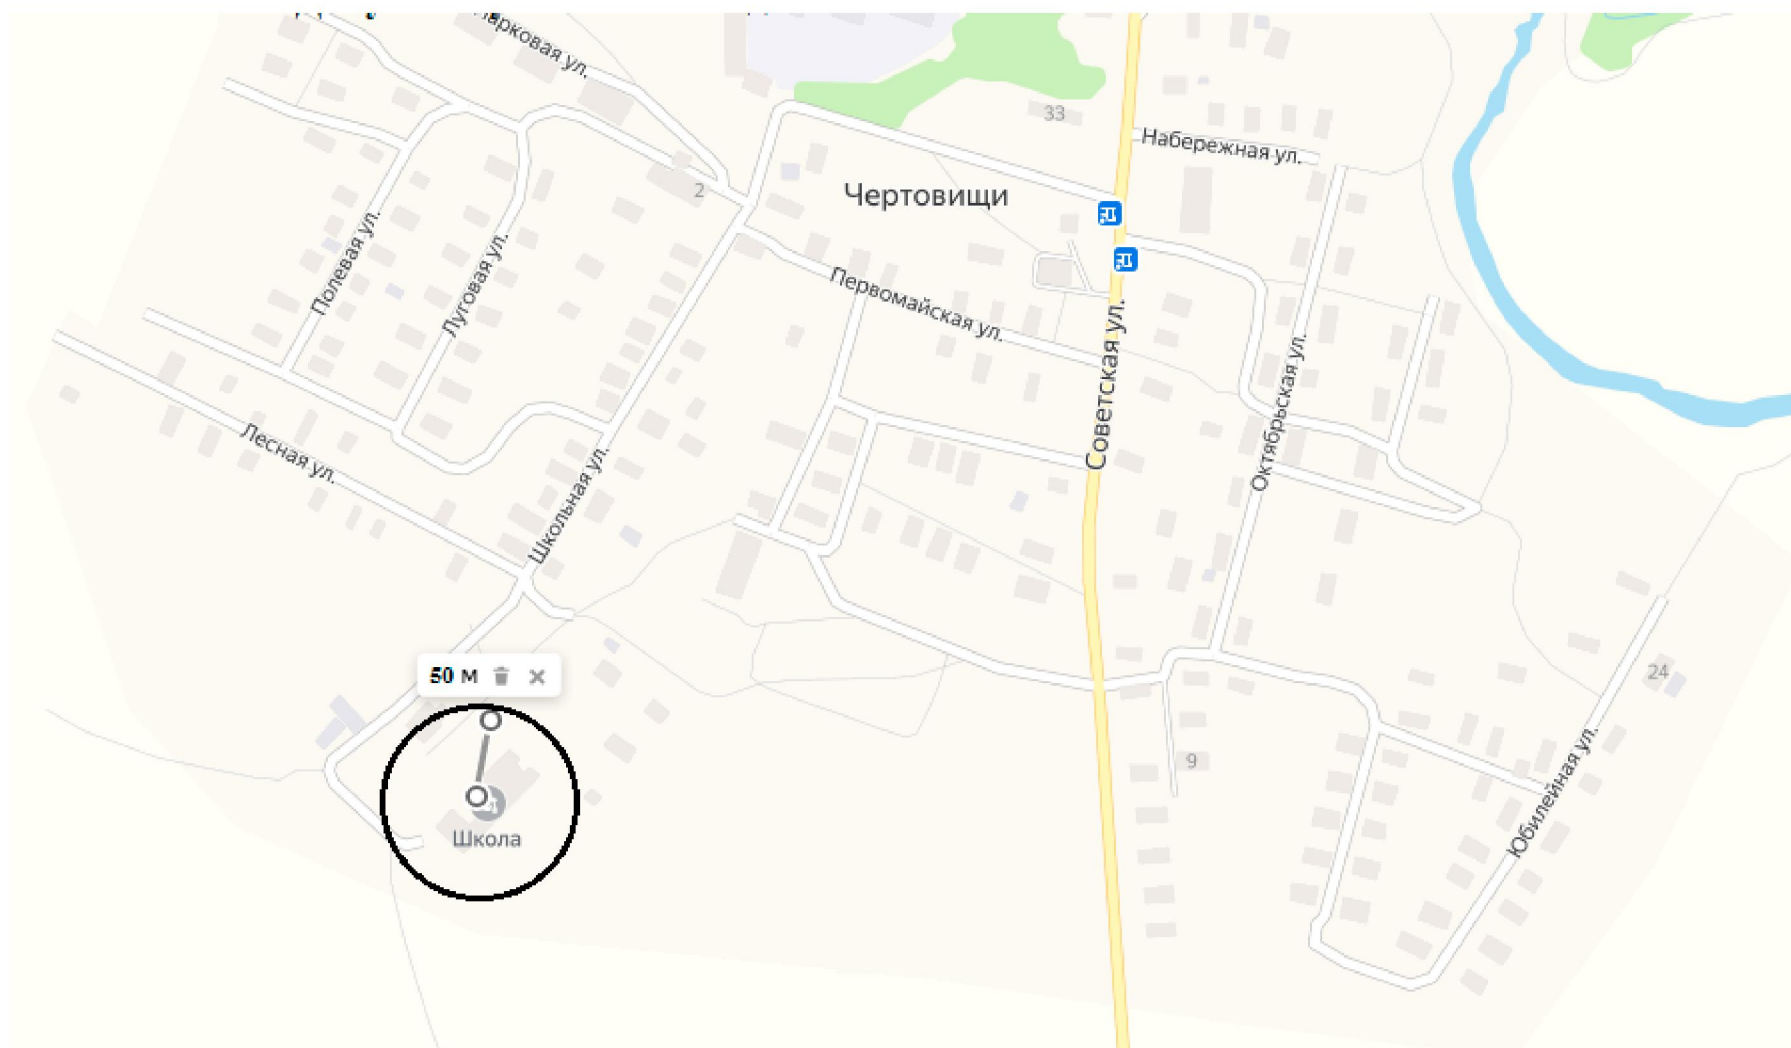 Парковая ул.
33
Набережная ул.
2
Чертовищи
Полевая ул.
Луговая ул.
Первомайская ул.
Советская ул.
Октябрьская ул.
Лесная ул.
Школьная ул.
50 м
24
9
Юбилейная ул.
Школа